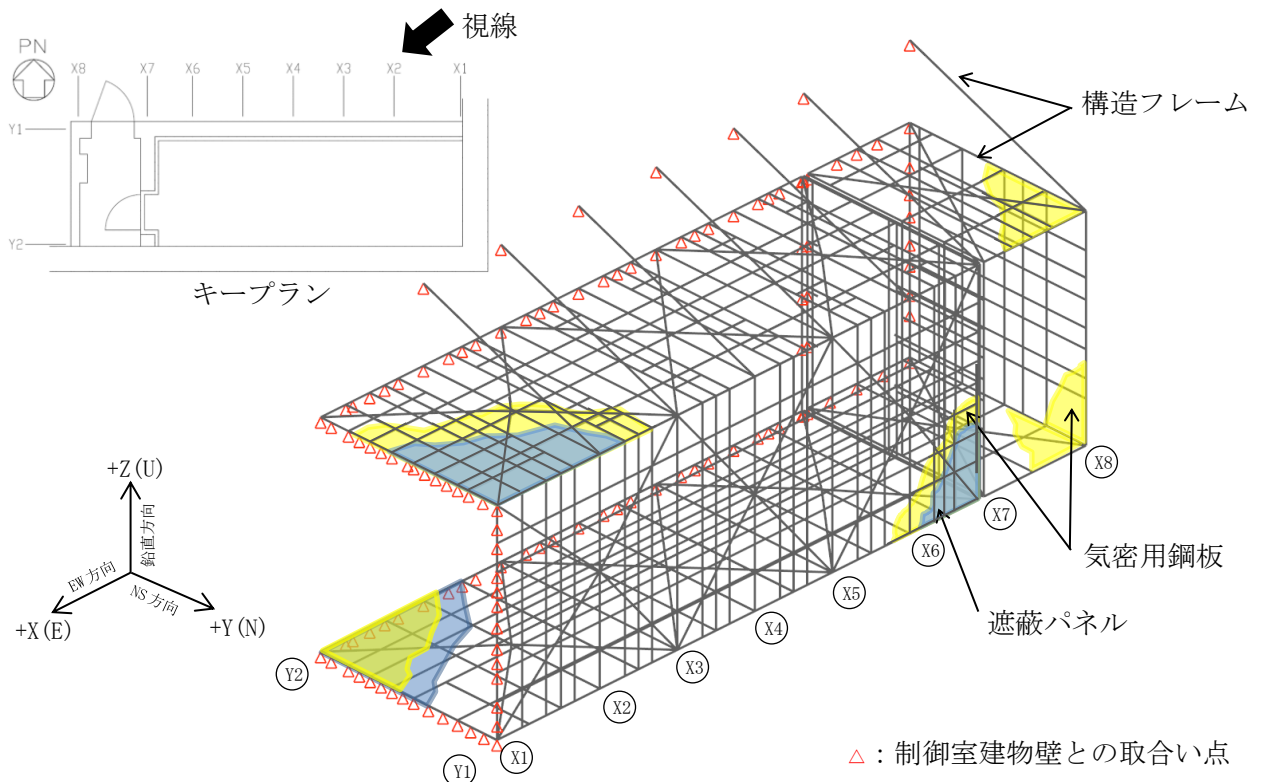 視線
PN
X8 X7 X6 X5 X4 X3 X2 X1
Y1
Y2
キープラン
構造フレーム
+Z(U)
鉛直方向
EW方向
NS方向
+X(E)
+Y(N)
X8
X7
X6
気密用鋼板
X5
遮蔽パネル
X4
Y2
X3
X2
X1
Y1
△:制御室建物壁との取合い点